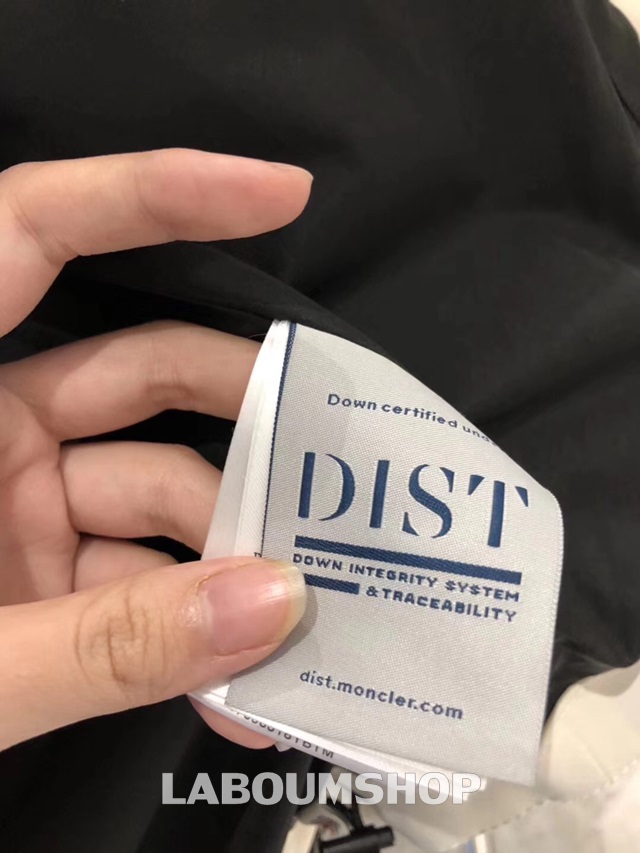 Down certified
DIST
DOWN INTEGRITY SYSTEM
& TRACEABILITY
dist.moncler.com
LABOUMSHOP